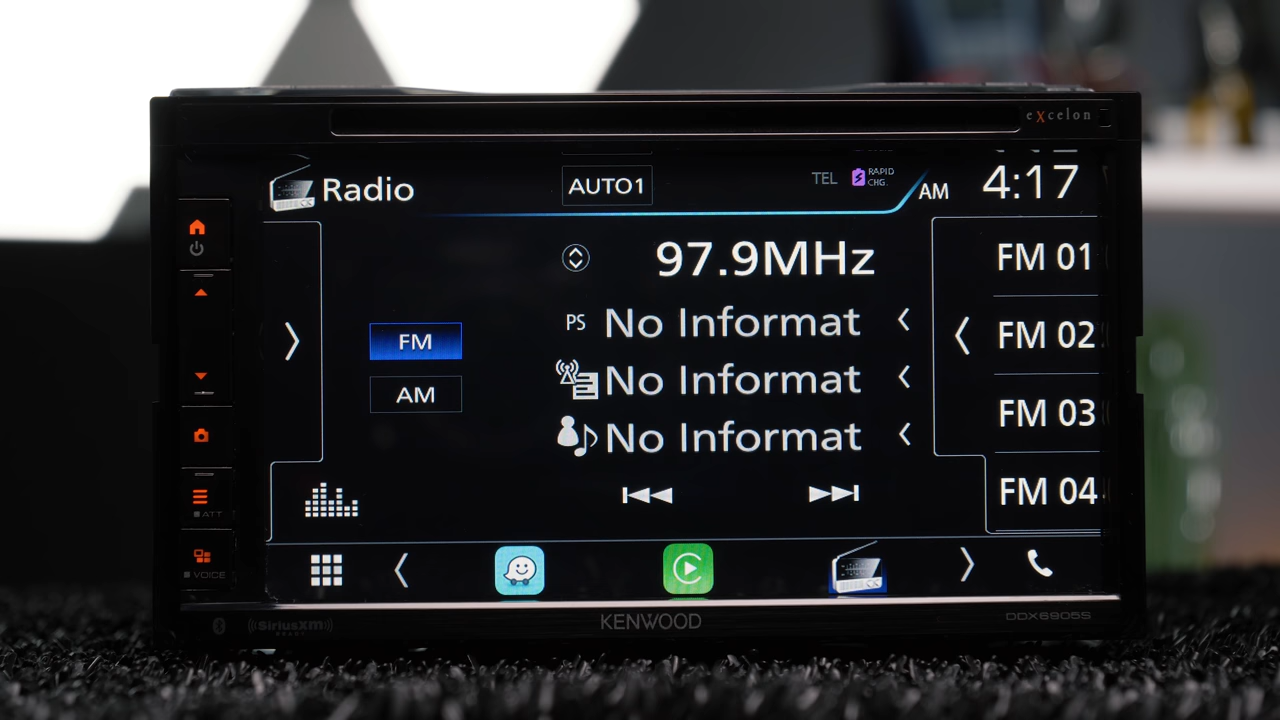 excelon
Radio
AUTO1
TEL
RAPID
CHG.
AM
4:17
97.9MHz
FM 01
PS
No Informat
FM
FM 02
No Informat
AM
FM 03
No Informat
FM 04
ATT
VOICE
SiriusXM
READY
KENWOOD
DDX6905S